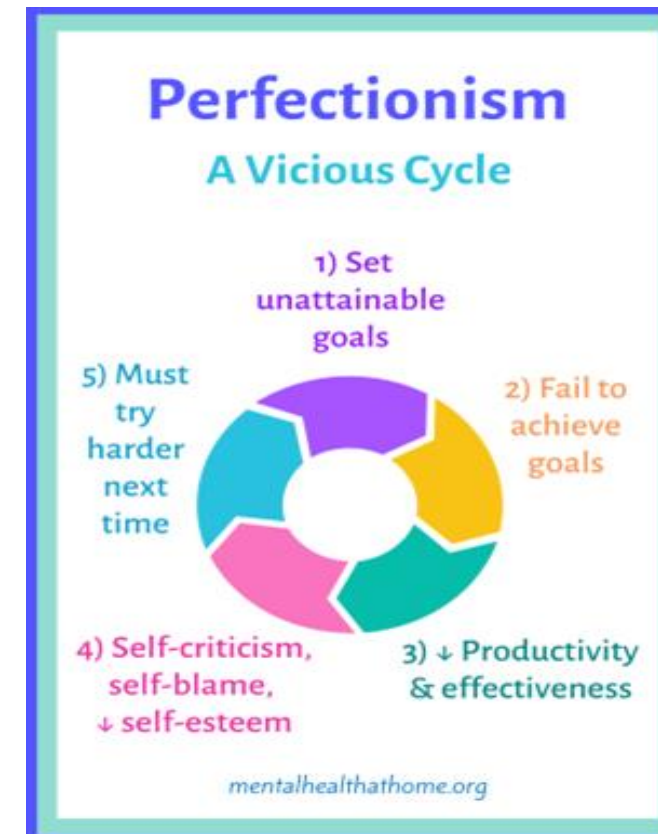 Perfectionism
A Vicious Cycle
1) Set
unattainable
goals
2) Fail to
achieve
goals
3) ↓ Productivity
& effectiveness
4) Self-criticism,
self-blame,
↓ self-esteem
5) Must
try
harder
next
time
mentalhealthathome.org